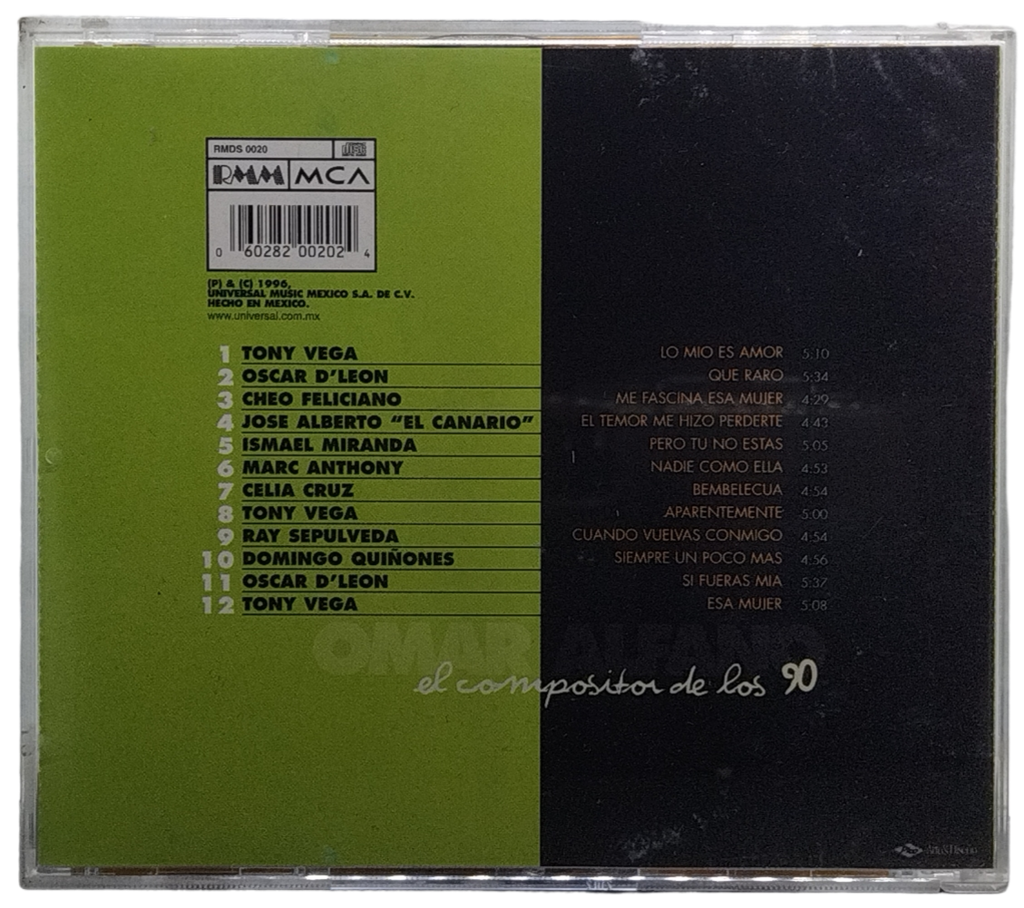 RMDS 0020
RMM MCA
0 60282 00202 4
(P) & (C) 1996,
UNIVERSAL MUSIC MEXICO S.A. DE C.V.
HECHO EN MEXICO.
www.universal.com.mx
1 TONY VEGA LO MIO ES AMOR 5:10
2 OSCAR D'LEON QUE RARO 5:34
3 CHEO FELICIANO ME FASCINA ESA MUJER 4:29
4 JOSE ALBERTO "EL CANARIO" EL TEMOR ME HIZO PERDERTE 4:43
5 ISMAEL MIRANDA PERO TU NO ESTAS 5:05
6 MARC ANTHONY NADIE COMO ELLA 4:53
7 CELIA CRUZ BEMBELECUA 4:54
8 TONY VEGA APARENTEMENTE 5:00
9 RAY SEPULVEDA CUANDO VUELVAS CONMIGO 4:54
10 DOMINGO QUIÑONES SIEMPRE UN POCO MAS 4:56
11 OSCAR D'LEON SI FUERAS MIA 5:37
12 TONY VEGA ESA MUJER 5:08
OMAR ALFANO
el compositor de los 90